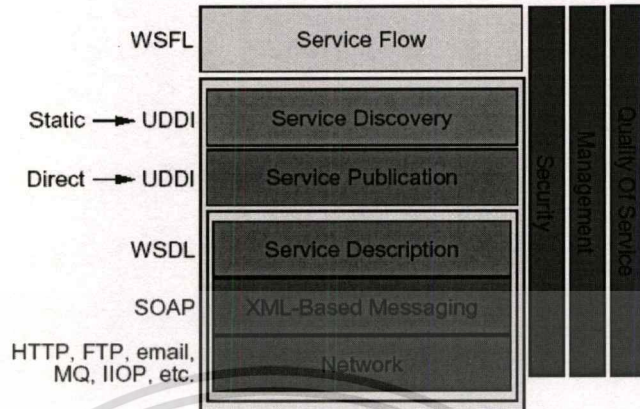 WSFL Service Flow
Static UDDI Service Discovery
Direct UDDI Service Publication
WSDL Service Description
SOAP XML-Based Messaging
HTTP, FTP, email,
MQ, IIOP, etc.
Network
Security
Management
Quality Of Service